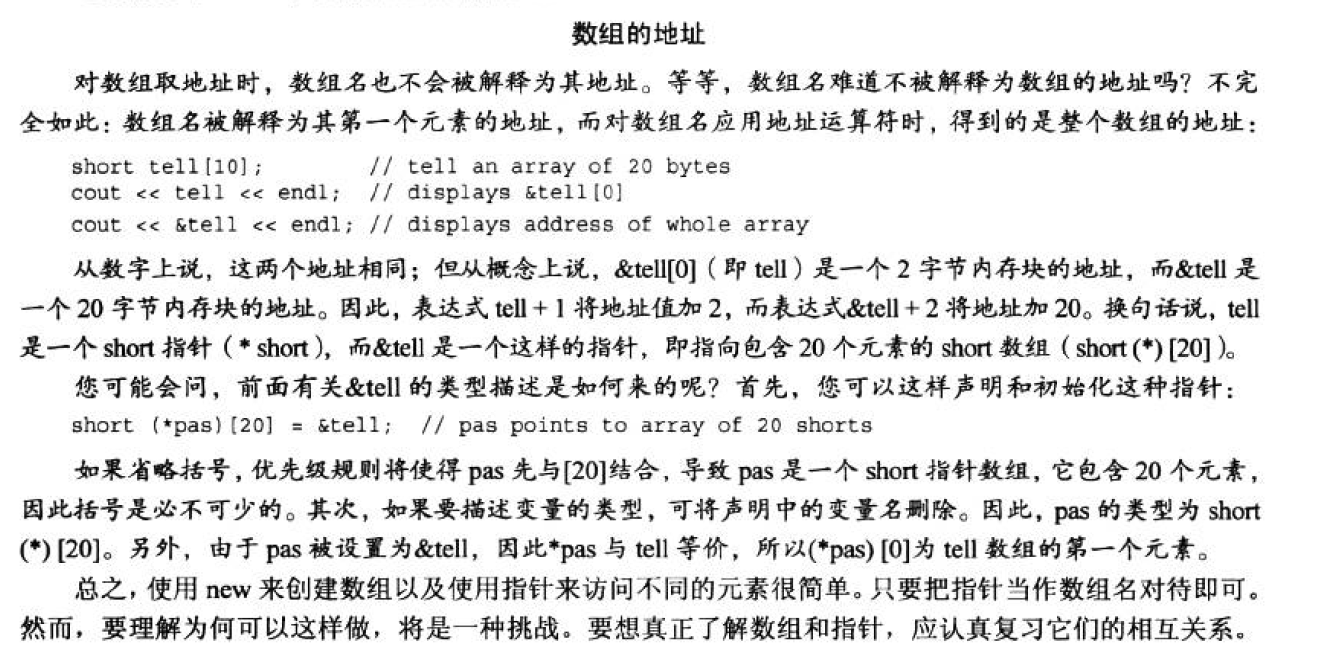 数组的地址
对数组取地址时，数组名也不会被解释为其地址。等等，数组名难道不被解释为数组的地址吗？不完
全如此：数组名被解释为其第一个元素的地址，而对数组名应用地址运算符时，得到的是整个数组的地址：
short tell[10];        // tell an array of 20 bytes
cout << tell << endl;  // displays &tell[0]
cout << &tell << endl; // displays address of whole array
从数字上说，这两个地址相同；但从概念上说，&tell[0]（即 tell）是一个 2 字节内存块的地址，而&tell 是
一个 20 字节内存块的地址。因此，表达式 tell + 1 将地址值加 2，而表达式&tell + 2 将地址加 20。换句话说，tell
是一个 short 指针（* short），而&tell 是一个这样的指针，即指向包含 20 个元素的 short 数组（short (*) [20]）。
您可能会问，前面有关&tell 的类型描述是如何来的呢？首先，您可以这样声明和初始化这种指针：
short (*pas)[20] = &tell;  // pas points to array of 20 shorts
如果省略括号，优先级规则将使得 pas 先与[20]结合，导致 pas 是一个 short 指针数组，它包含 20 个元素，
因此括号是必不可少的。其次，如果要描述变量的类型，可将声明中的变量名删除。因此，pas 的类型为 short
(*) [20]。另外，由于 pas 被设置为&tell，因此*pas 与 tell 等价，所以(*pas) [0]为 tell 数组的第一个元素。
总之，使用 new 来创建数组以及使用指针来访问不同的元素很简单。只要把指针当作数组名对待即可。
然而，要理解为何可以这样做，将是一种挑战。要想真正了解数组和指针，应认真复习它们的相互关系。